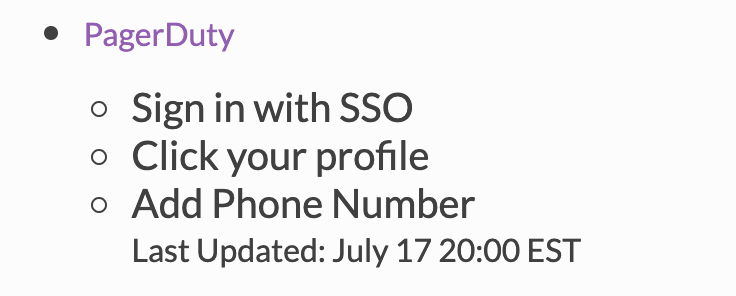 PagerDuty
Sign in with SSO
Click your profile
Add Phone Number
Last Updated: July 17 20:00 EST